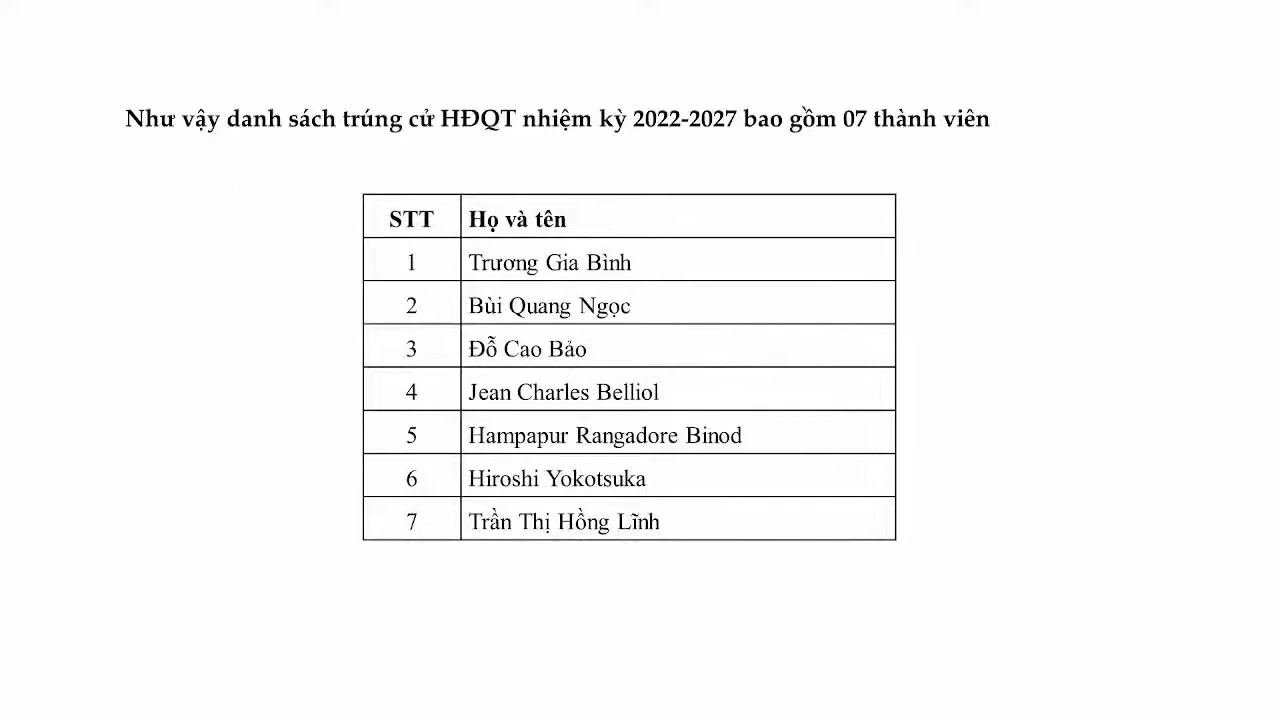 Như vậy danh sách trúng cử HĐQT nhiệm kỳ 2022-2027 bao gồm 07 thành viên
STT Họ và tên
1 Trương Gia Bình
2 Bùi Quang Ngọc
3 Đỗ Cao Bảo
4 Jean Charles Belliol
5 Hampapur Rangadore Binod
6 Hiroshi Yokotsuka
7 Trần Thị Hồng Lĩnh